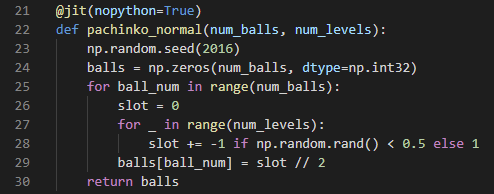 21 @jit(nopython=True)
22 def pachinko_normal(num_balls, num_levels):
23     np.random.seed(2016)
24     balls = np.zeros(num_balls, dtype=np.int32)
25     for ball_num in range(num_balls):
26         slot = 0
27         for _ in range(num_levels):
28             slot += -1 if np.random.rand() < 0.5 else 1
29         balls[ball_num] = slot // 2
30     return balls